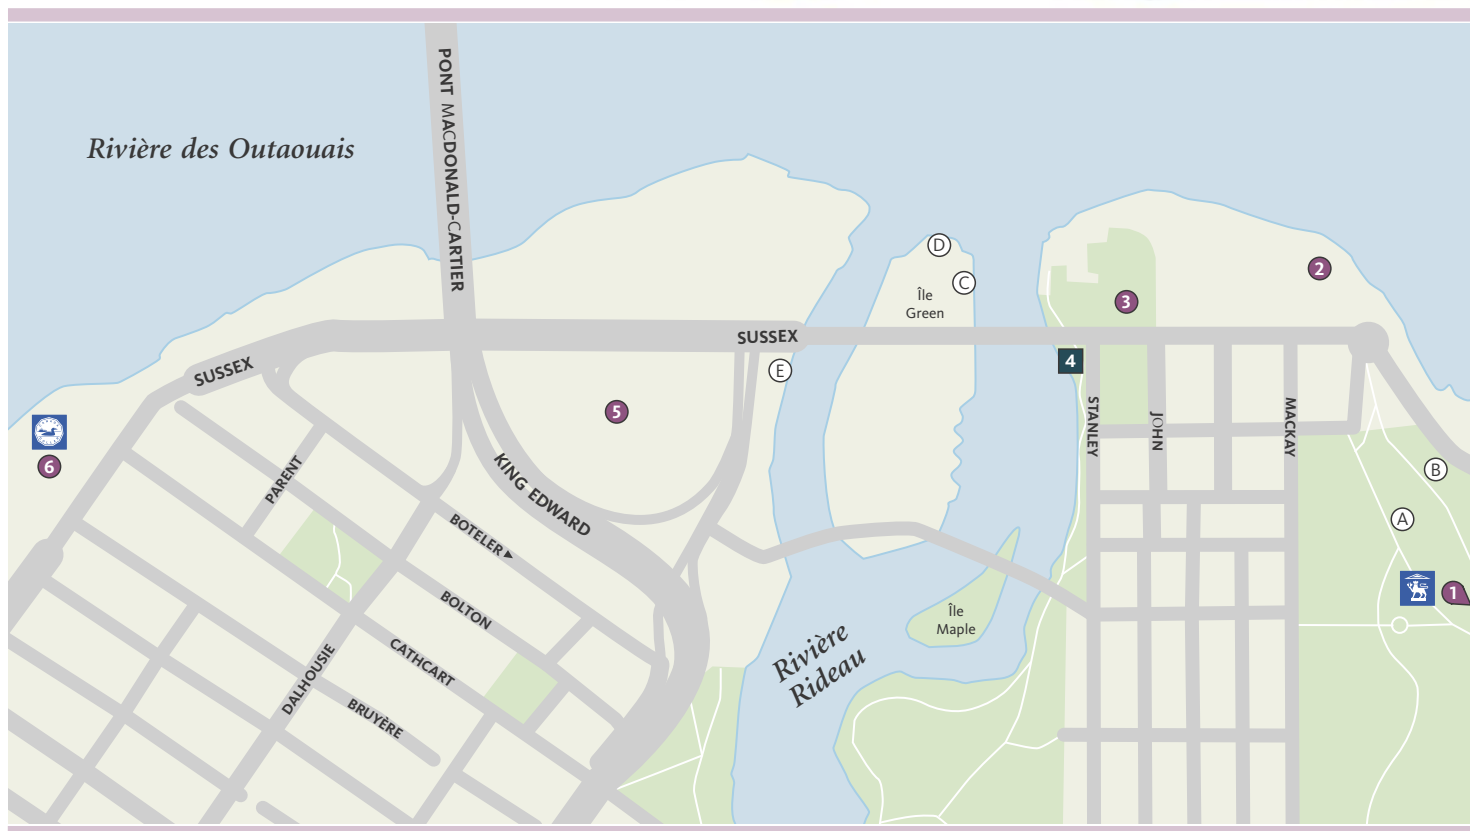 PONT MACDONALD-CARTIER
Rivière des Outaouais
D
2
C
Île
Green
3
SUSSEX
SUSSEX
4
E
5
STANLEY
JOHN
MACKAY
6
PARENT
KING EDWARD
B
BOTELER ▸
A
BOLTON
1
Île
Maple
CATHCART
Rivière
Rideau
DALHOUSIE
BRUYÈRE